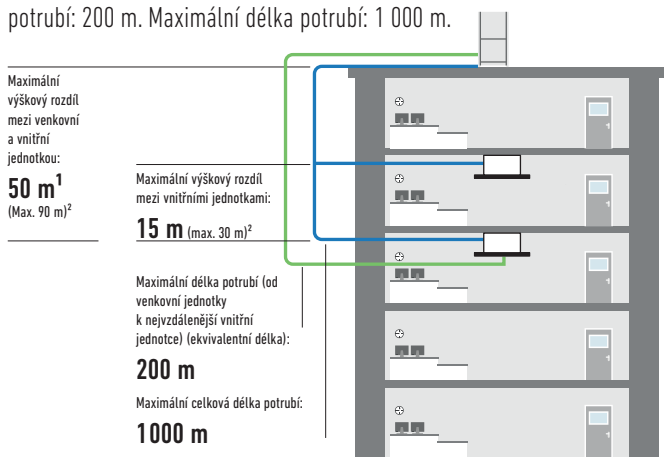 potrubí: 200 m. Maximální délka potrubí: 1 000 m.
Maximální
výškový rozdíl
mezi venkovní
a vnitřní
jednotkou:
50 m¹
(Max. 90 m)²
Maximální výškový rozdíl
mezi vnitřními jednotkami:
15 m (max. 30 m)²
Maximální délka potrubí (od
venkovní jednotky
k nejvzdálenější vnitřní
jednotce) (ekvivalentní délka):
200 m
Maximální celková délka potrubí:
1000 m